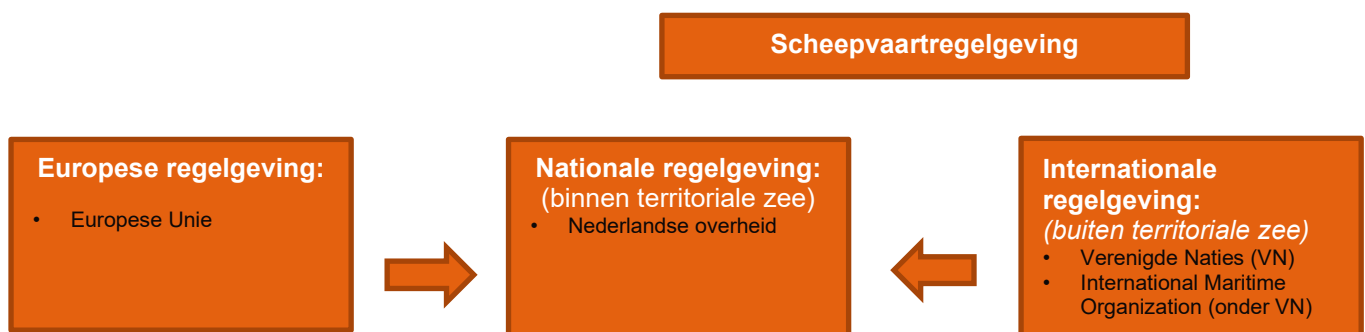 Scheepvaartregelgeving
Europese regelgeving:
• Europese Unie
Nationale regelgeving:
(binnen territoriale zee)
• Nederlandse overheid
Internationale
regelgeving:
(buiten territoriale zee)
• Verenigde Naties (VN)
• International Maritime
Organization (onder VN)